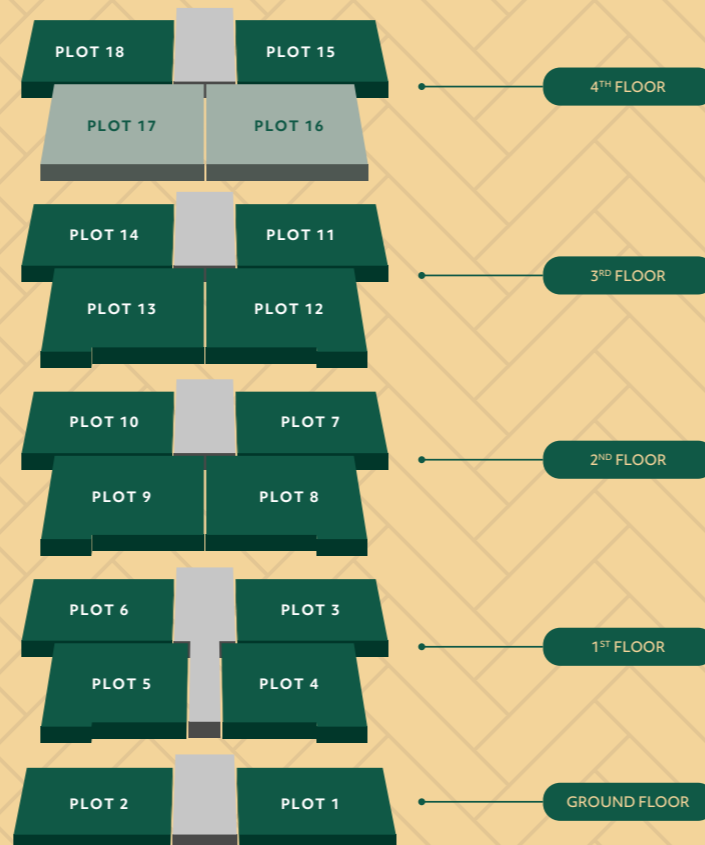 PLOT 18 PLOT 15
4TH FLOOR
PLOT 17 PLOT 16
PLOT 14 PLOT 11
3RD FLOOR
PLOT 13 PLOT 12
PLOT 10 PLOT 7
2ND FLOOR
PLOT 9 PLOT 8
PLOT 6 PLOT 3
1ST FLOOR
PLOT 5 PLOT 4
PLOT 2 PLOT 1
GROUND FLOOR